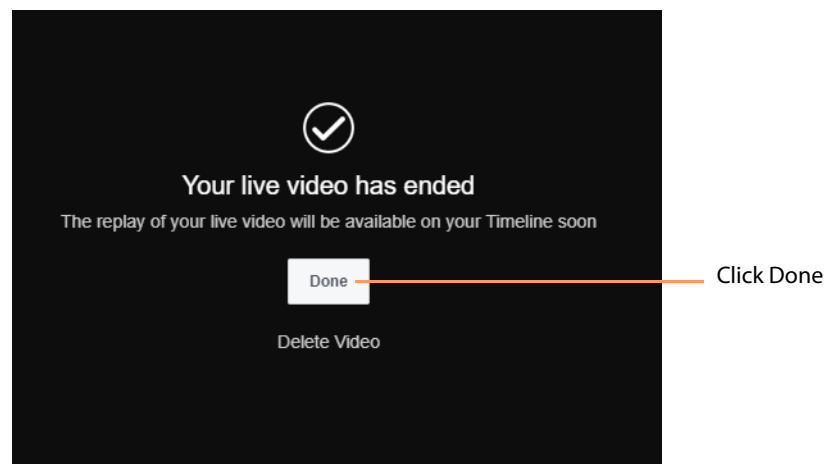 Your live video has ended
The replay of your live video will be available on your Timeline soon
Done
Click Done
Delete Video